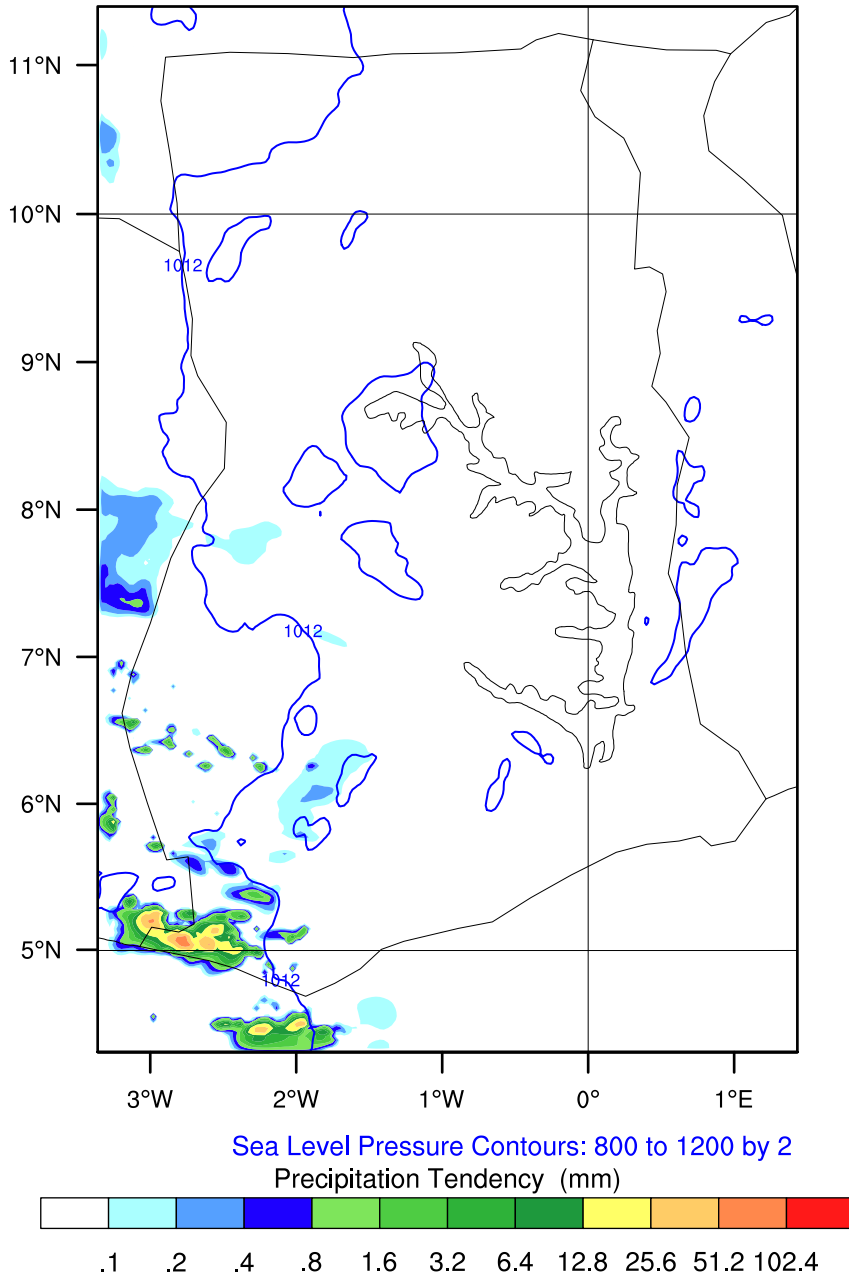 11°N
10°N
1012
9°N
8°N
1012
7°N
6°N
5°N
1012
3°W 2°W 1°W 0° 1°E
Sea Level Pressure Contours: 800 to 1200 by 2
Precipitation Tendency (mm)
.1 .2 .4 .8 1.6 3.2 6.4 12.8 25.6 51.2 102.4